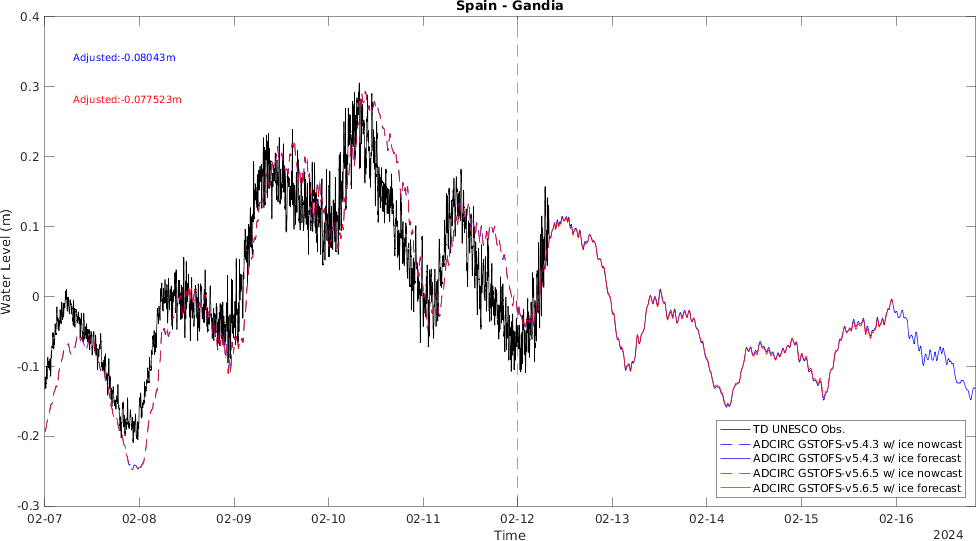 Spain - Gandia
0.4
Adjusted:-0.08043m
0.3
Adjusted:-0.077523m
0.2
0.1
Water Level (m)
0
-0.1
-0.2
-0.3
TD UNESCO Obs.
ADCIRC GSTOFS-v5.4.3 w/ ice nowcast
ADCIRC GSTOFS-v5.4.3 w/ ice forecast
ADCIRC GSTOFS-v5.6.5 w/ ice nowcast
ADCIRC GSTOFS-v5.6.5 w/ ice forecast
02-07 02-08 02-09 02-10 02-11 02-12 02-13 02-14 02-15 02-16
Time
2024